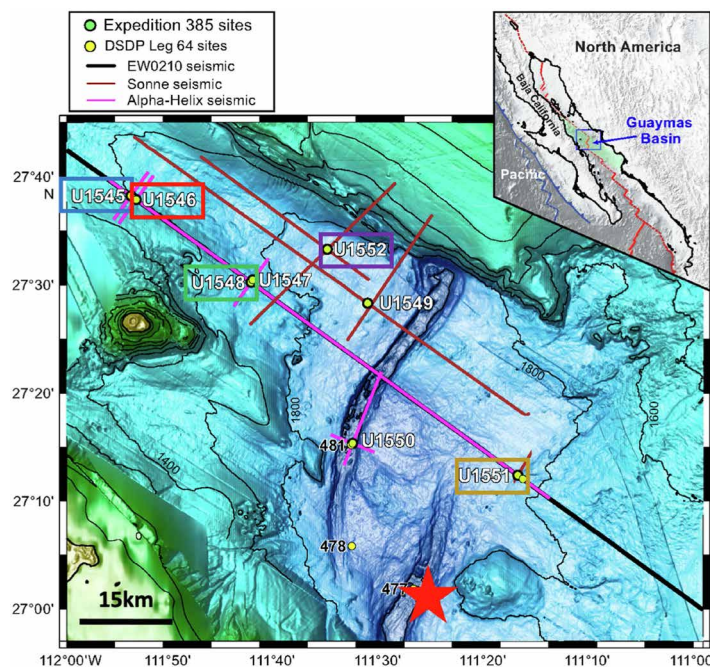 Expedition 385 sites
DSDP Leg 64 sites
EW0210 seismic
Sonne seismic
Alpha-Helix seismic
North America
Baja California
Guaymas
Basin
Pacific
27°40'
N
27°30'
27°20'
27°10'
27°00'
U1545
U1546
U1552
U1548
U1547
U1549
1800
1800
1600
1400
481
U1550
U1551
478
477
15km
112°00'W
111°50'
111°40'
111°30'
111°20'
111°10'
111°00'